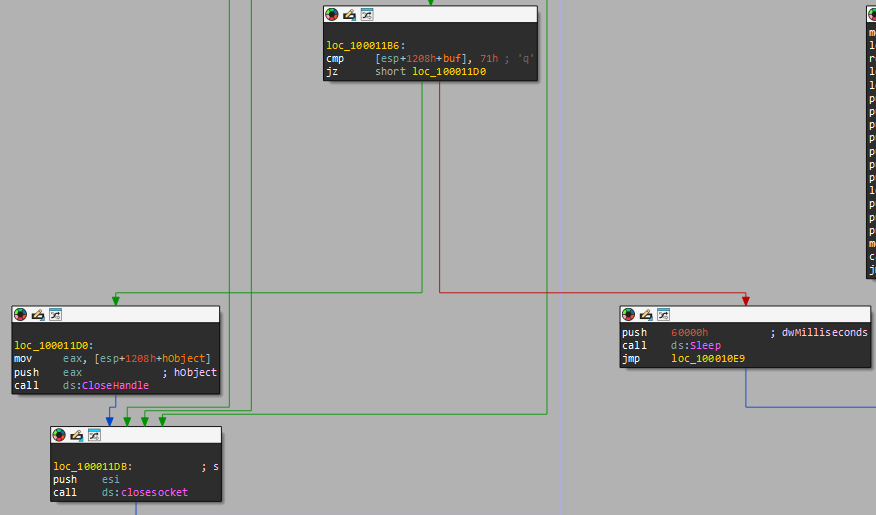 loc_100011B6:
cmp [esp+1208h+buf], 71h ; 'q'
jz short loc_100011D0
loc_100011D0:
mov eax, [esp+1208h+hObject]
push eax ; hObject
call ds:CloseHandle
push 60000h ; dwMilliseconds
call ds:Sleep
jmp loc_100010E9
loc_100011DB: ; s
push esi
call ds:closesocket